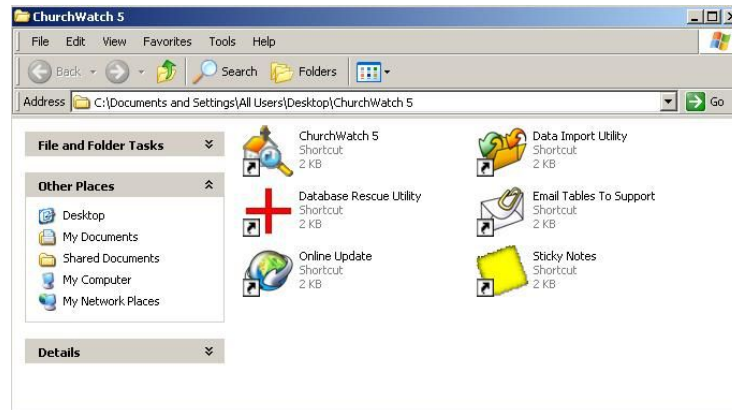 ChurchWatch 5
File Edit View Favorites Tools Help
Back Search Folders
Address C:\Documents and Settings\All Users\Desktop\ChurchWatch 5 Go
File and Folder Tasks
Other Places
Desktop
My Documents
Shared Documents
My Computer
My Network Places
Details
ChurchWatch 5
Shortcut
2 KB
Data Import Utility
Shortcut
2 KB
Database Rescue Utility
Shortcut
2 KB
Email Tables To Support
Shortcut
2 KB
Online Update
Shortcut
2 KB
Sticky Notes
Shortcut
2 KB